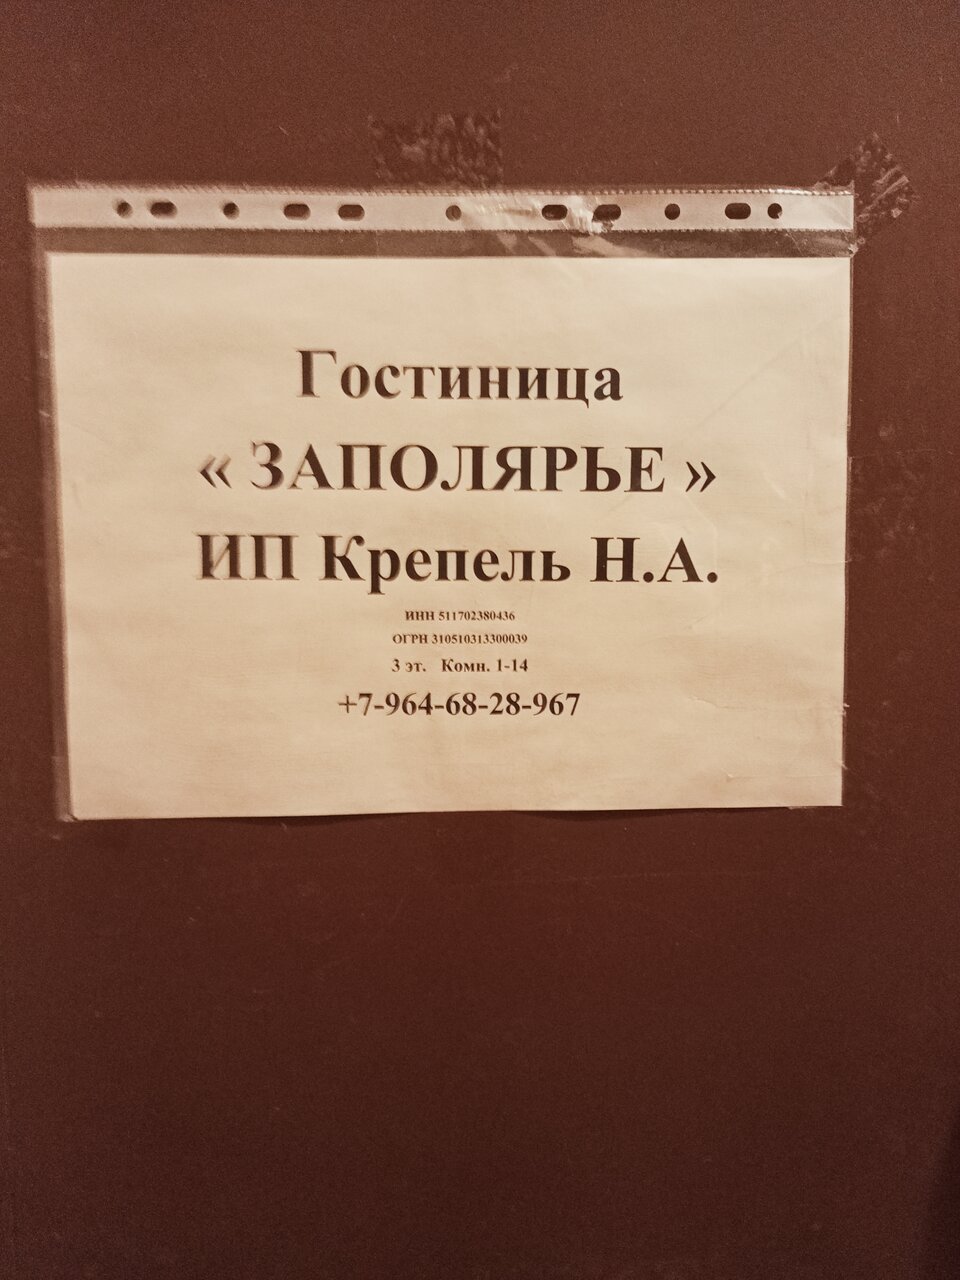 Гостиница
« ЗАПОЛЯРЬЕ »
ИП Крепель Н.А.
ИНН 511702380436
ОГРН 310510313300039
3 эт. Комн. 1-14
+7-964-68-28-967